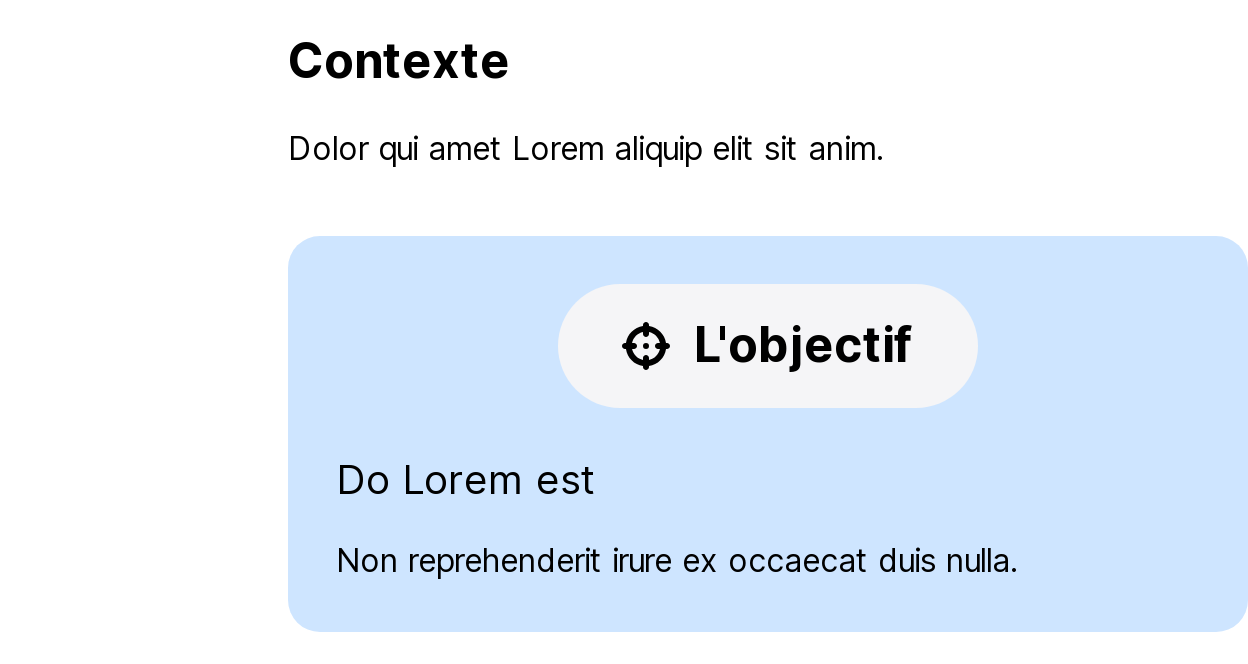 Contexte
Dolor qui amet Lorem aliquip elit sit anim.
L'objectif
Do Lorem est
Non reprehenderit irure ex occaecat duis nulla.